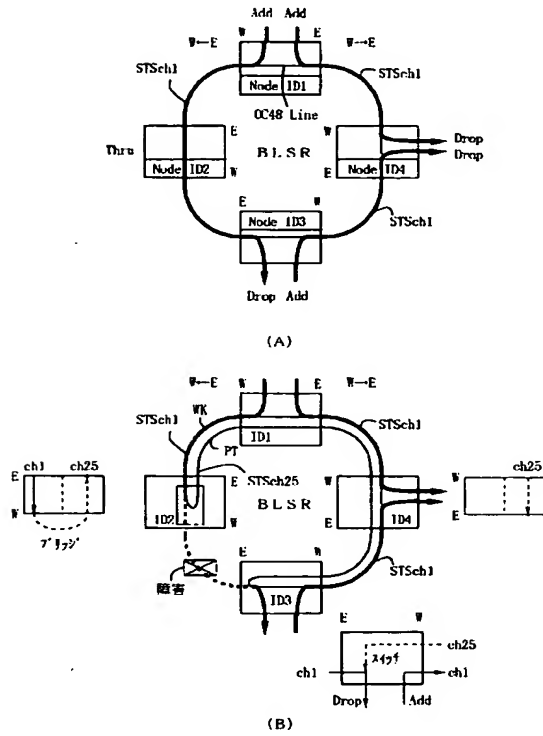 Add Add
W←E W E W→E
STSch1 STSch1
Node ID1
OC48 Line
Thru E BLSR W Drop
Drop
Node ID2 W E Node ID4
E W
Node ID3 STSch1
Drop Add
(A)
W←E W E W→E
WK
STSch1 STSch1
PT ID1
STSch25
ch1 ch25 E BLSR W ch25
E
W ID2 W E ID4
ブリッジ E W
STSch1
障害 ID3
E W
ch25
スイッチ
ch1 ch1
Drop Add
(B)